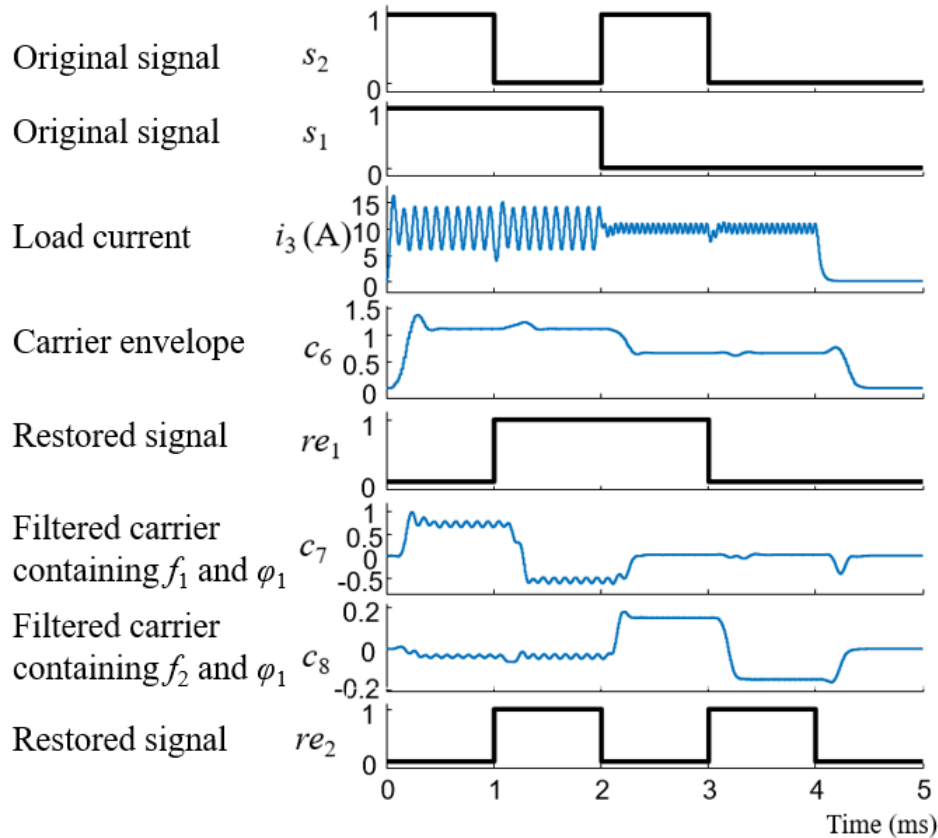 Original signal s₂ 1 0
Original signal s₁ 1 0
Load current i₃ (A) 15 10 5 0
Carrier envelope c₆ 1.5 1 0.5 0
Restored signal re₁ 1 0
Filtered carrier
containing f₁ and φ₁ c₇ 1 0.5 0 -0.5
Filtered carrier
containing f₂ and φ₁ c₈ 0.2 0 -0.2
Restored signal re₂ 1 0
0 1 2 3 4 5
Time (ms)